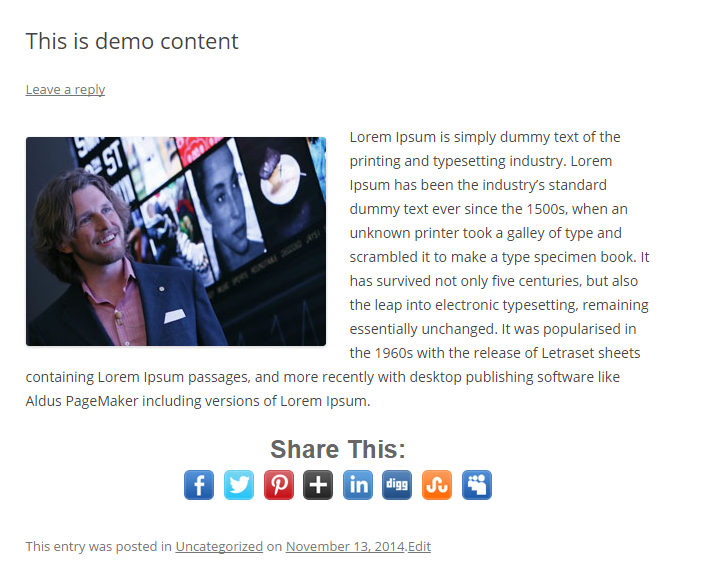 This is demo content
Leave a reply
Lorem Ipsum is simply dummy text of the
printing and typesetting industry. Lorem
Ipsum has been the industry’s standard
dummy text ever since the 1500s, when an
unknown printer took a galley of type and
scrambled it to make a type specimen book. It
has survived not only five centuries, but also
the leap into electronic typesetting, remaining
essentially unchanged. It was popularised in
the 1960s with the release of Letraset sheets
containing Lorem Ipsum passages, and more recently with desktop publishing software like
Aldus PageMaker including versions of Lorem Ipsum.
Share This:
digg
This entry was posted in Uncategorized on November 13, 2014.Edit